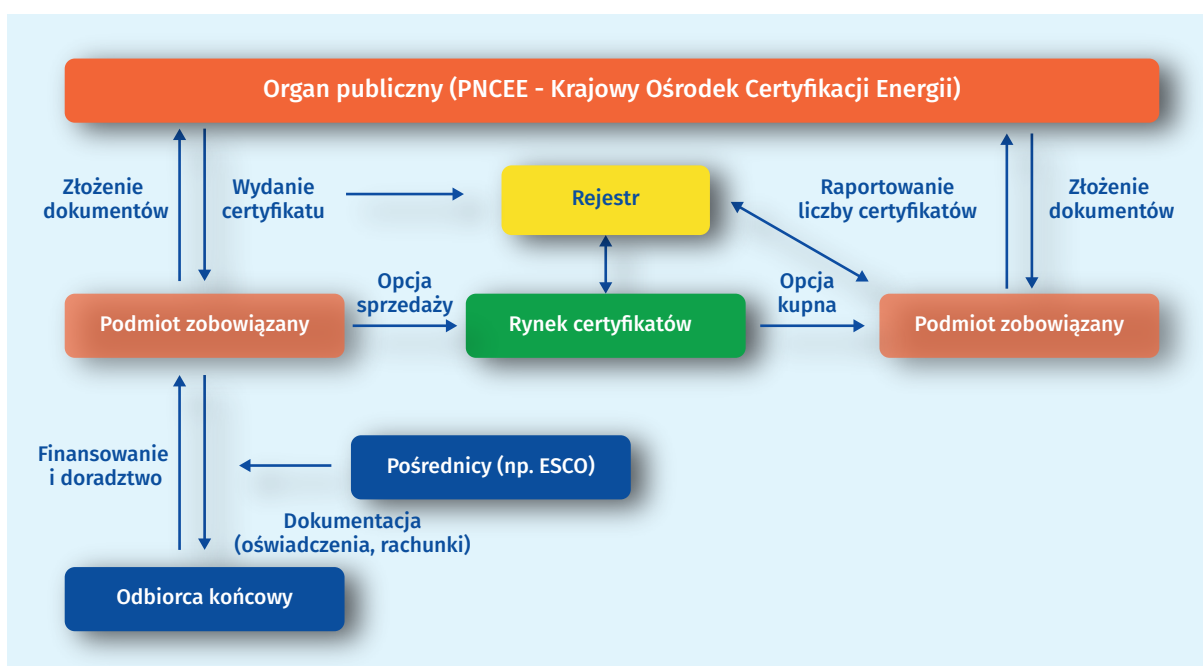 Organ publiczny (PNCEE - Krajowy Ośrodek Certyfikacji Energii)
Złożenie
dokumentów
Wydanie
certyfikatu
Rejestr
Raportowanie
liczby certyfikatów
Złożenie
dokumentów
Podmiot zobowiązany
Opcja
sprzedaży
Rynek certyfikatów
Opcja
kupna
Podmiot zobowiązany
Finansowanie
i doradztwo
Pośrednicy (np. ESCO)
Dokumentacja
(oświadczenia, rachunki)
Odbiorca końcowy